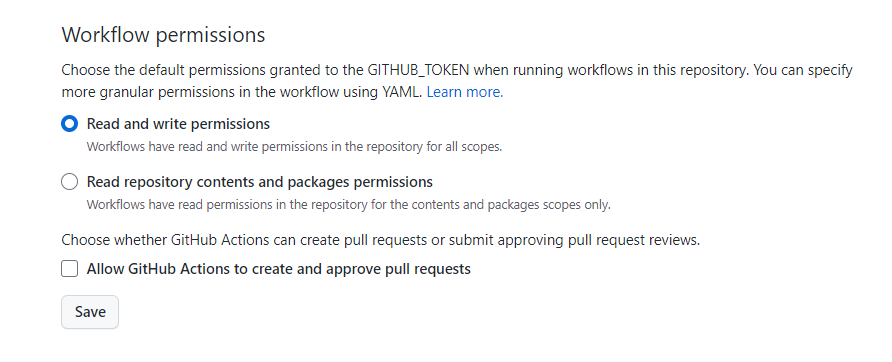 Workflow permissions
Choose the default permissions granted to the GITHUB_TOKEN when running workflows in this repository. You can specify
more granular permissions in the workflow using YAML. Learn more.
Read and write permissions
Workflows have read and write permissions in the repository for all scopes.
Read repository contents and packages permissions
Workflows have read permissions in the repository for the contents and packages scopes only.
Choose whether GitHub Actions can create pull requests or submit approving pull request reviews.
Allow GitHub Actions to create and approve pull requests
Save